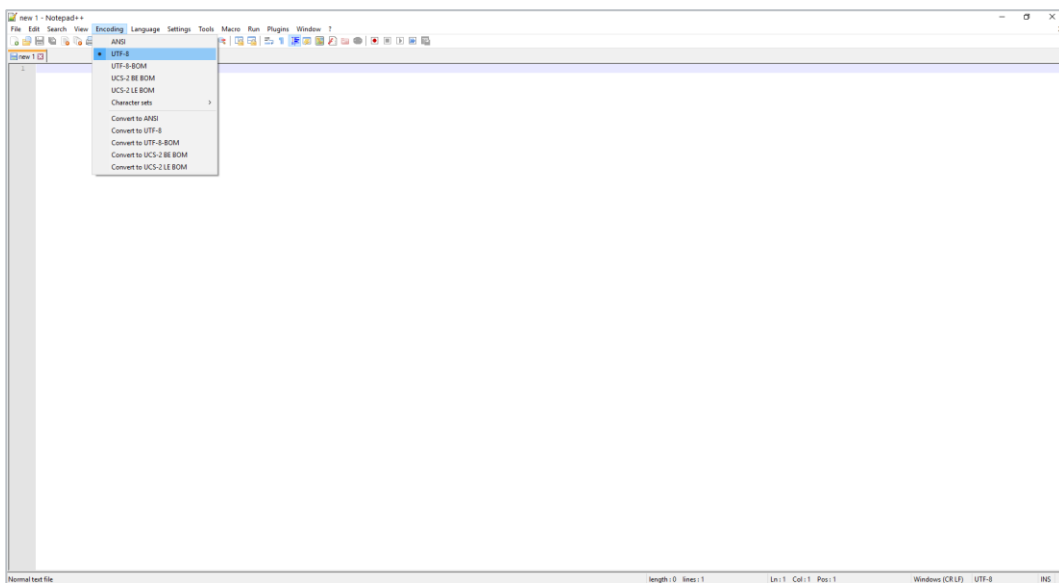 new 1 - Notepad++
File Edit Search View Encoding Language Settings Tools Macro Run Plugins Window ?
new 1
1
ANSI
UTF-8
UTF-8-BOM
UCS-2 BE BOM
UCS-2 LE BOM
Character sets
Convert to ANSI
Convert to UTF-8
Convert to UTF-8-BOM
Convert to UCS-2 BE BOM
Convert to UCS-2 LE BOM
Normal text file length : 0 lines : 1 Ln : 1 Col : 1 Pos : 1 Windows (CR LF) UTF-8 INS